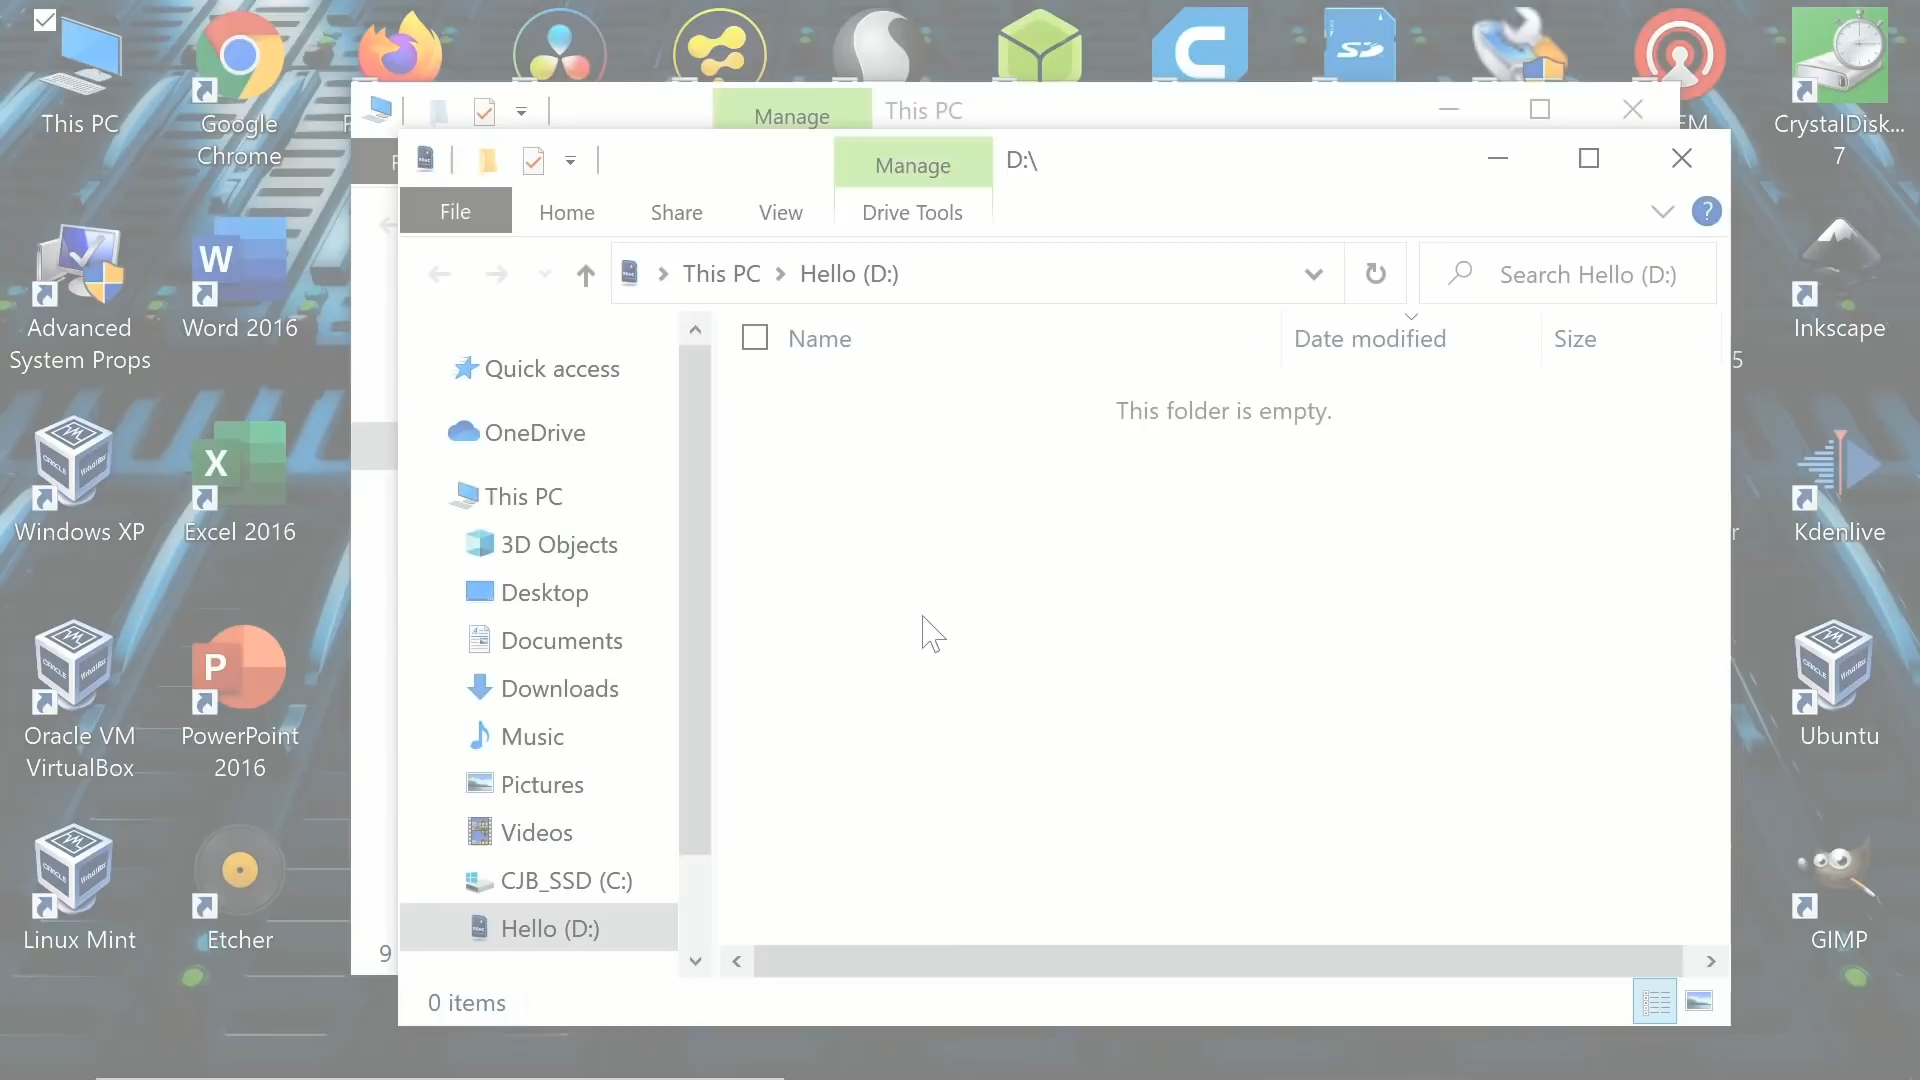 This PC
Google
Chrome
EM
CrystalDisk...
7
Manage
This PC
Manage
D:\
File
Home
Share
View
Drive Tools
?
This PC
Hello (D:)
Search Hello (D:)
Name
Date modified
Size
This folder is empty.
Quick access
OneDrive
This PC
3D Objects
Desktop
Documents
Downloads
Music
Pictures
Videos
CJB_SSD (C:)
Hello (D:)
0 items
9
Advanced
System Props
W
Word 2016
Windows XP
X
Excel 2016
Oracle VM
VirtualBox
P
PowerPoint
2016
Linux Mint
Etcher
Inkscape
5
Kdenlive
r
Ubuntu
GIMP